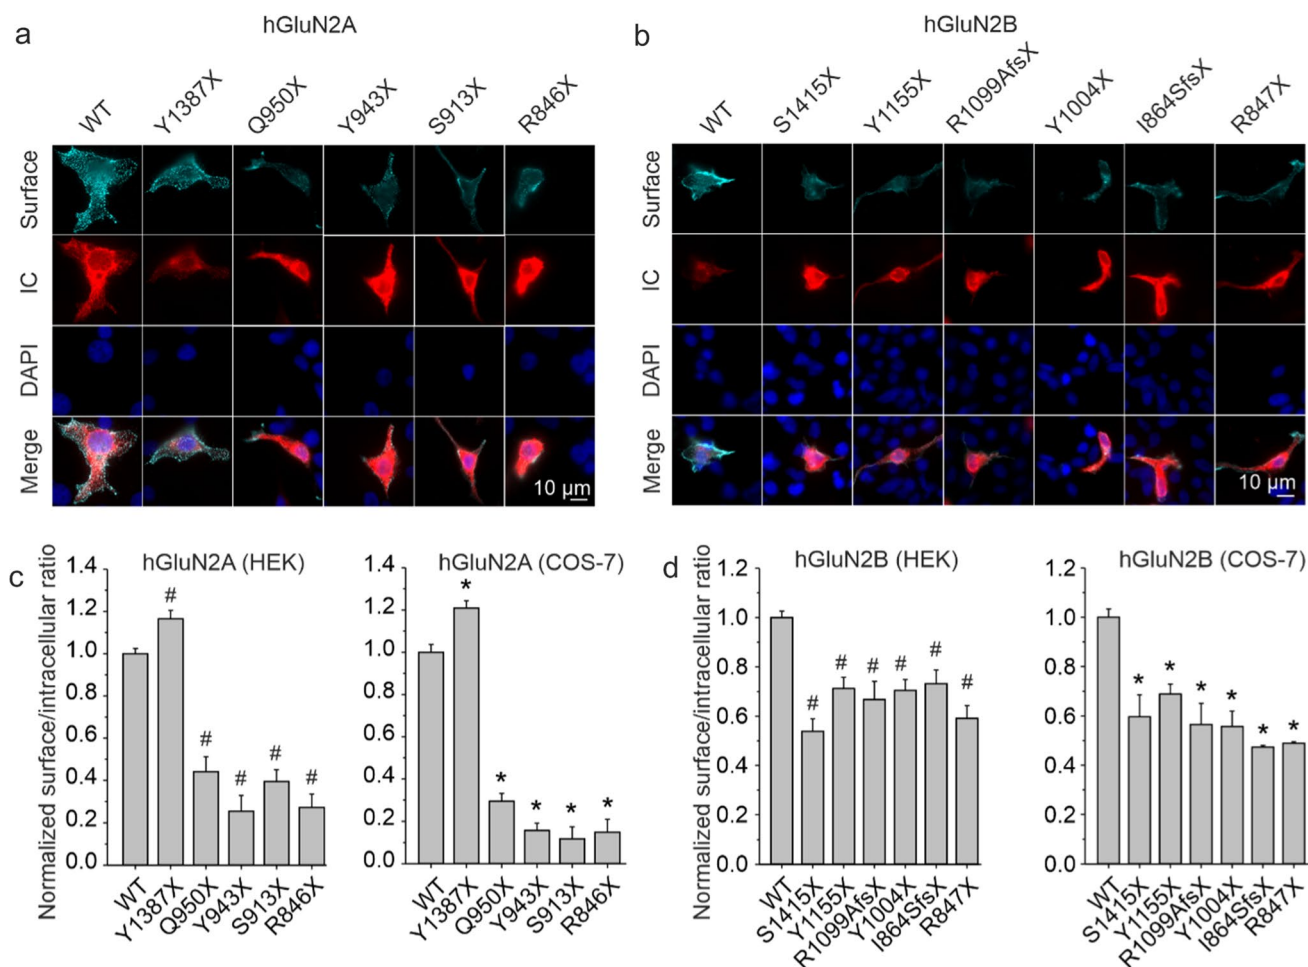 a
hGluN2A
WT
Y1387X
Q950X
Y943X
S913X
R846X
Surface
IC
DAPI
Merge
10 µm
b
hGluN2B
WT
S1415X
Y1155X
R1099AfsX
Y1004X
I864SfsX
R847X
Surface
IC
DAPI
Merge
10 µm
c
Normalized surface/intracellular ratio
hGluN2A (HEK)
1.4
1.2
1.0
0.8
0.6
0.4
0.2
0.0
# # # # #
WT
Y1387X
Q950X
Y943X
S913X
R846X
hGluN2A (COS-7)
1.4
1.2
1.0
0.8
0.6
0.4
0.2
0.0
* * * * *
WT
Y1387X
Q950X
Y943X
S913X
R846X
d
Normalized surface/intracellular ratio
hGluN2B (HEK)
1.2
1.0
0.8
0.6
0.4
0.2
0.0
# # # # # #
WT
S1415X
Y1155X
R1099AfsX
Y1004X
I864SfsX
R847X
hGluN2B (COS-7)
1.2
1.0
0.8
0.6
0.4
0.2
0.0
* * * * * *
WT
S1415X
Y1155X
R1099AfsX
Y1004X
I864SfsX
R847X